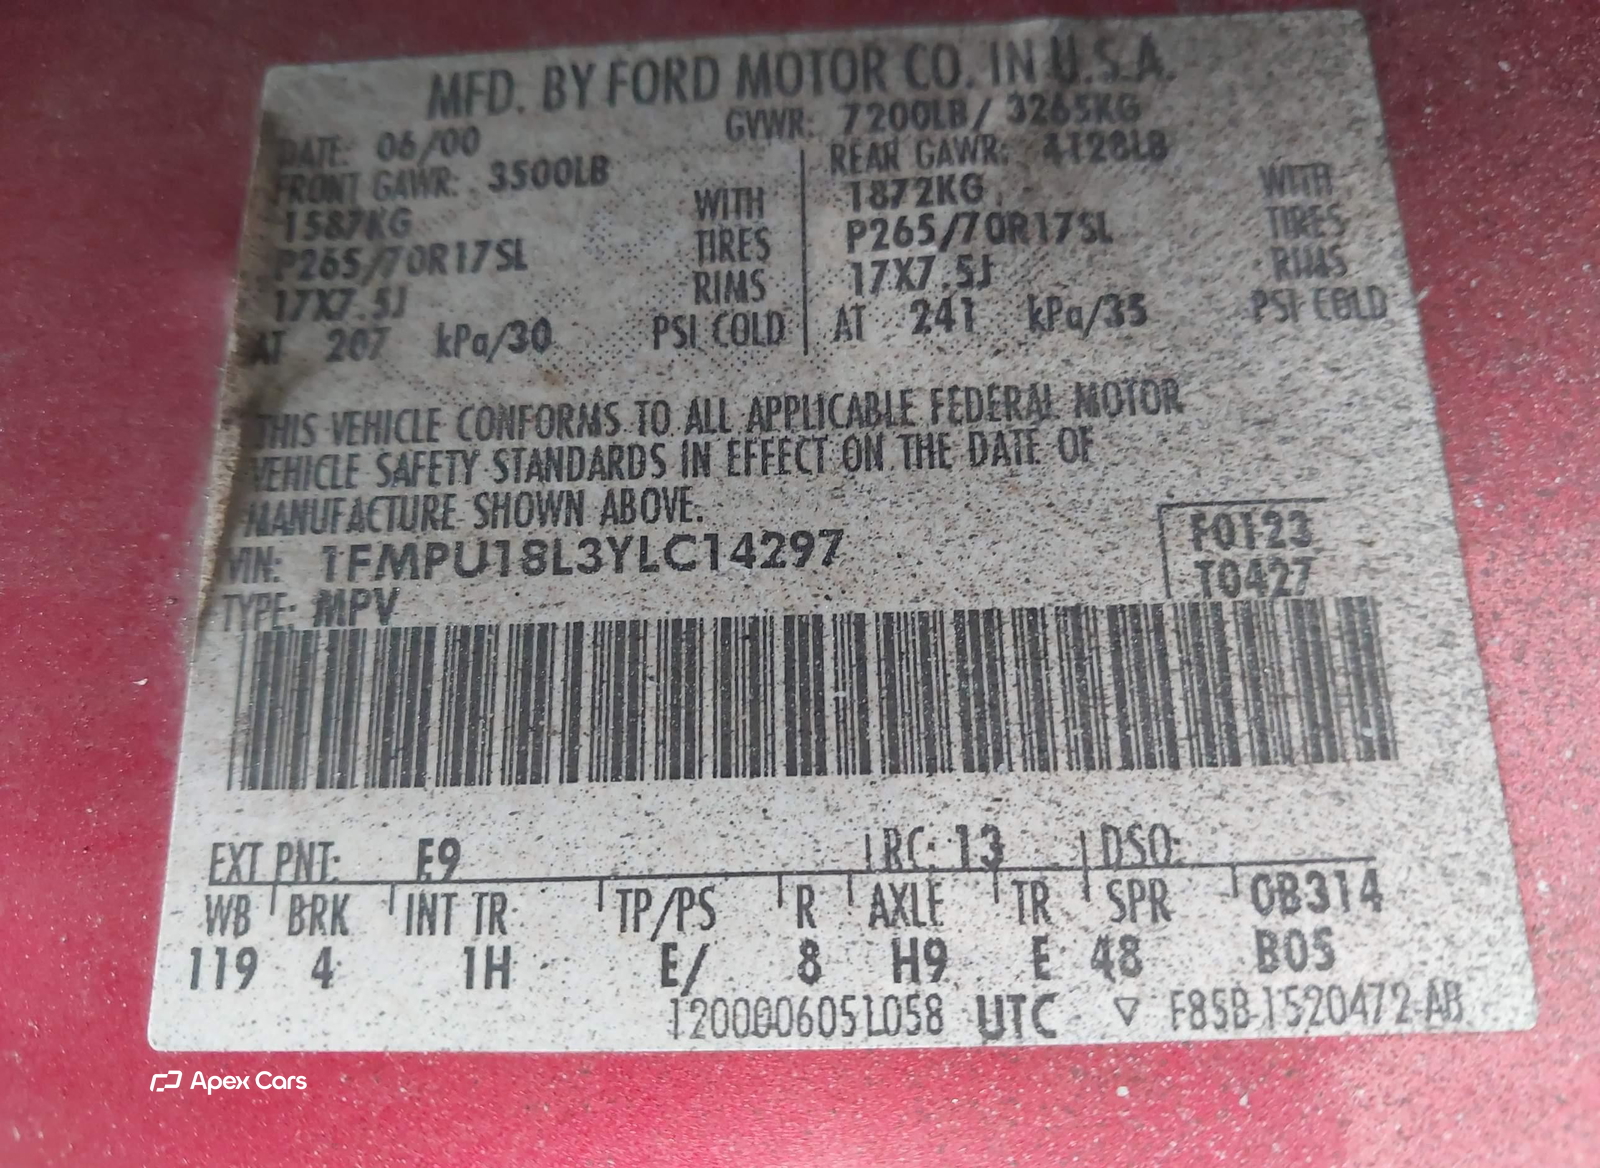 MFD. BY FORD MOTOR CO. IN U.S.A.
DATE: 06/00 GVWR: 7200LB/ 3265KG
FRONT GAWR: 3500LB REAR GAWR: 4128LB
1587KG WITH 1872KG WITH
P265/70R17SL TIRES P265/70R17SL TIRES
17X7.5J RIMS 17X7.5J RIMS
AT 207 kPa/30 PSI COLD AT 241 kPa/35 PSI COLD
THIS VEHICLE CONFORMS TO ALL APPLICABLE FEDERAL MOTOR
VEHICLE SAFETY STANDARDS IN EFFECT ON THE DATE OF
MANUFACTURE SHOWN ABOVE.
VIN: 1FMPU18L3YLC14297 F0123
TYPE: MPV T0427
EXT PNT: E9 RC: 13 DSO:
WB BRK INT TR TP/PS R AXLE TR SPR 0B314
119 4 1H E/ 8 H9 E 48 B05
UTC ▽ F85B-1520472-AB
Apex Cars